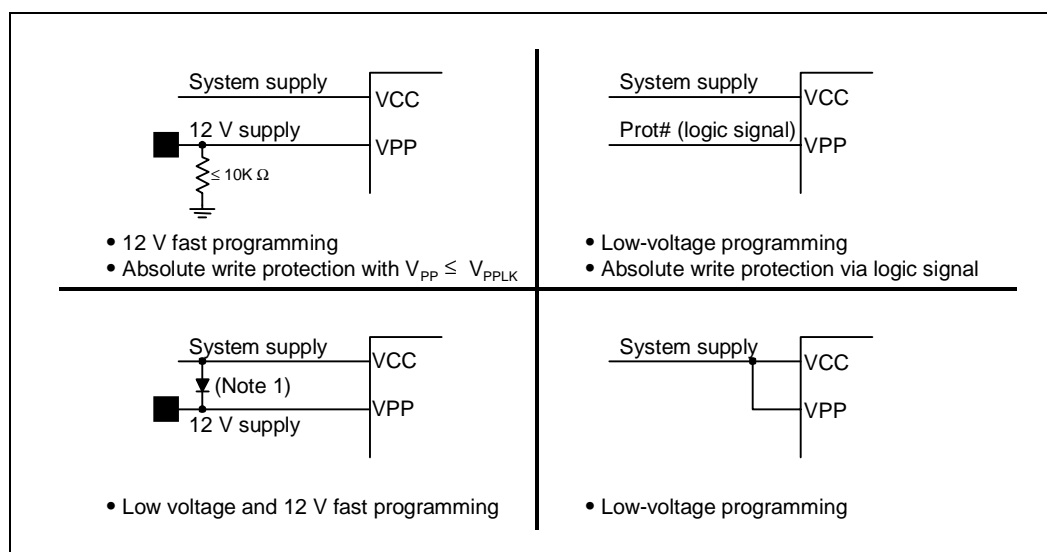 System supply
VCC
12 V supply
VPP
≤ 10K Ω
• 12 V fast programming
• Absolute write protection with VPP ≤ VPPLK
System supply
VCC
Prot# (logic signal)
VPP
• Low-voltage programming
• Absolute write protection via logic signal
System supply
VCC
(Note 1)
VPP
12 V supply
• Low voltage and 12 V fast programming
System supply
VCC
VPP
• Low-voltage programming